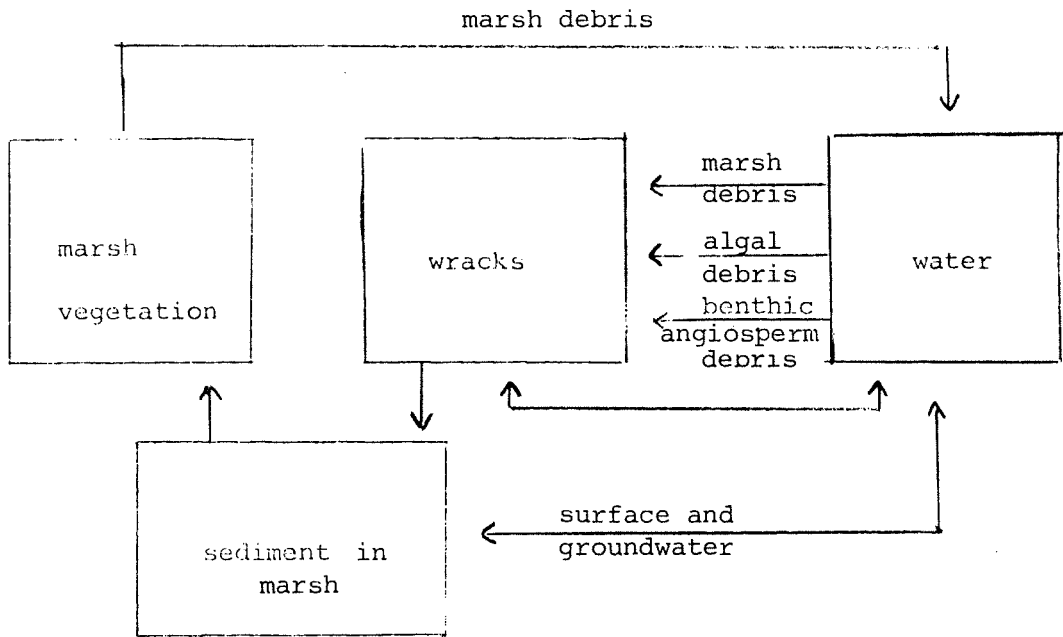 marsh debris
marsh
vegetation
wracks
marsh
debris
algal
debris
benthic
angiosperm
debris
water
surface and
groundwater
sediment in
marsh